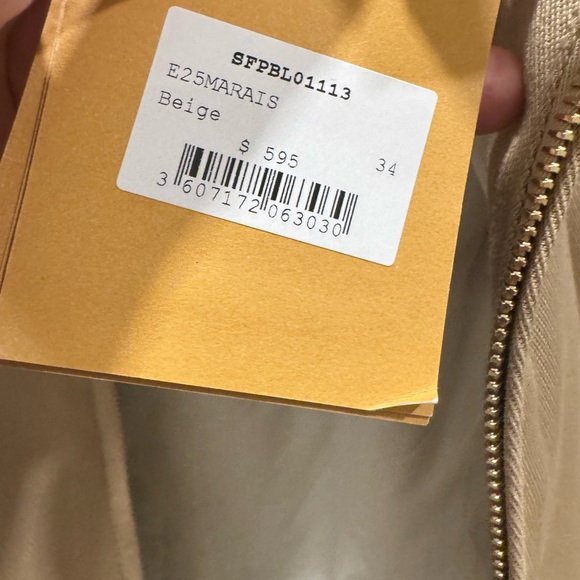 SFPBL01113
E25MARAIS
Beige
$ 595 34
3 607172 063030